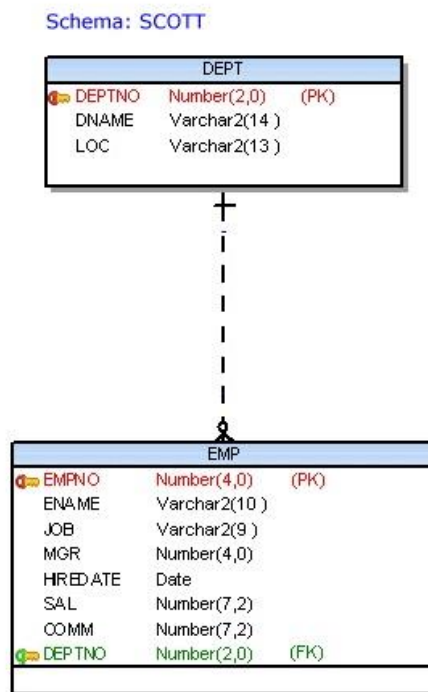 Schema: SCOTT
DEPT
DEPTNO Number(2,0) (PK)
DNAME Varchar2(14 )
LOC Varchar2(13 )
EMP
EMPNO Number(4,0) (PK)
ENAME Varchar2(10 )
JOB Varchar2(9 )
MGR Number(4,0)
HIREDATE Date
SAL Number(7,2)
COMM Number(7,2)
DEPTNO Number(2,0) (FK)